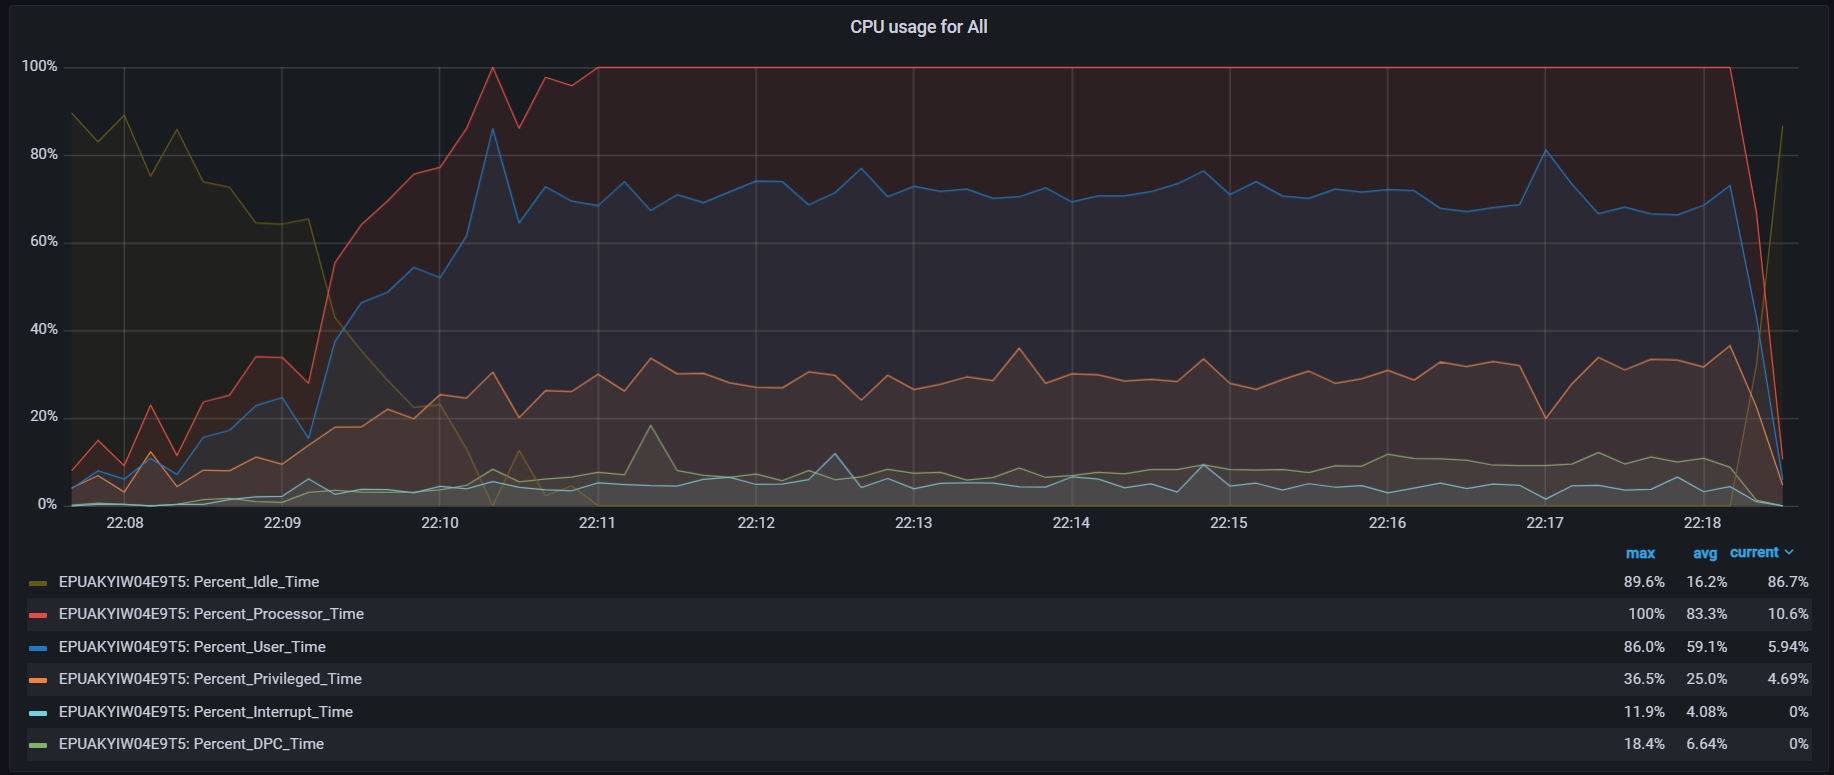 CPU usage for All
100%
80%
60%
40%
20%
0%
22:08 22:09 22:10 22:11 22:12 22:13 22:14 22:15 22:16 22:17 22:18
max avg current
EPUAKYIW04E9T5: Percent_Idle_Time 89.6% 16.2% 86.7%
EPUAKYIW04E9T5: Percent_Processor_Time 100% 83.3% 10.6%
EPUAKYIW04E9T5: Percent_User_Time 86.0% 59.1% 5.94%
EPUAKYIW04E9T5: Percent_Privileged_Time 36.5% 25.0% 4.69%
EPUAKYIW04E9T5: Percent_Interrupt_Time 11.9% 4.08% 0%
EPUAKYIW04E9T5: Percent_DPC_Time 18.4% 6.64% 0%